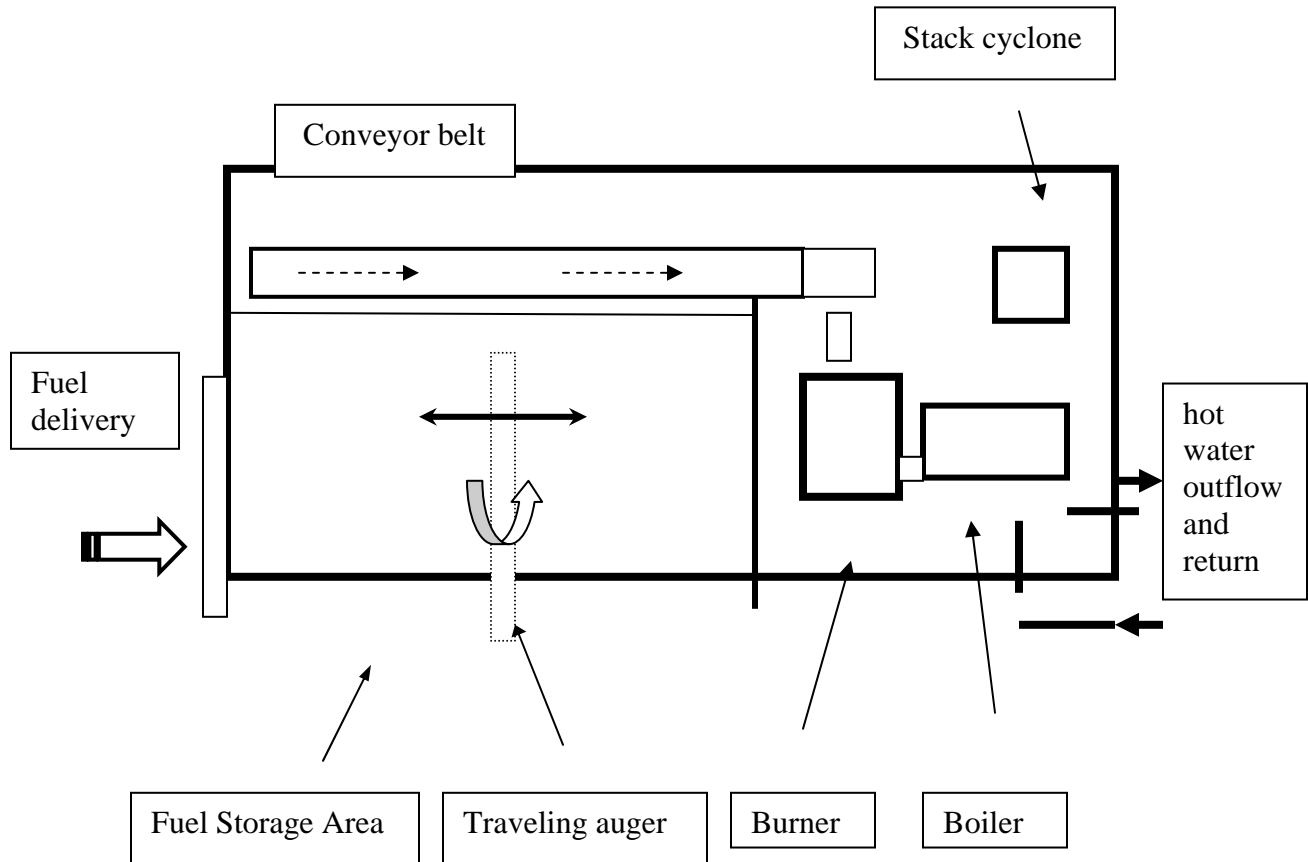 Stack cyclone
Conveyor belt
Fuel
delivery
hot
water
outflow
and
return
Fuel Storage Area
Traveling auger
Burner
Boiler